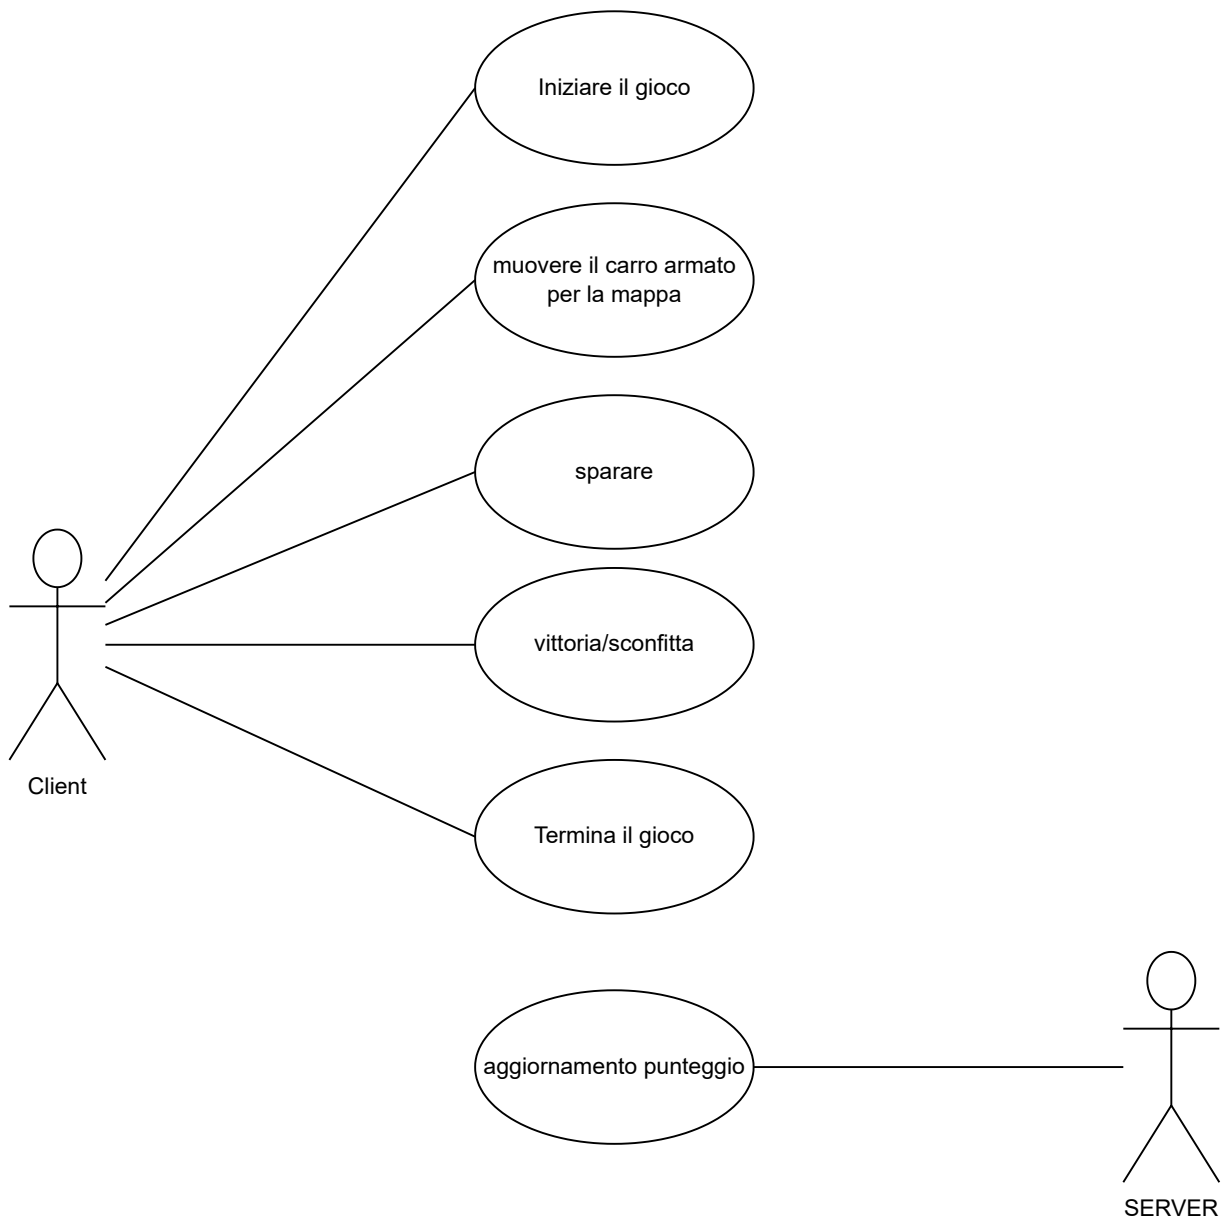 Iniziare il gioco
muovere il carro armato
per la mappa
sparare
vittoria/sconfitta
Client
Termina il gioco
aggiornamento punteggio
SERVER